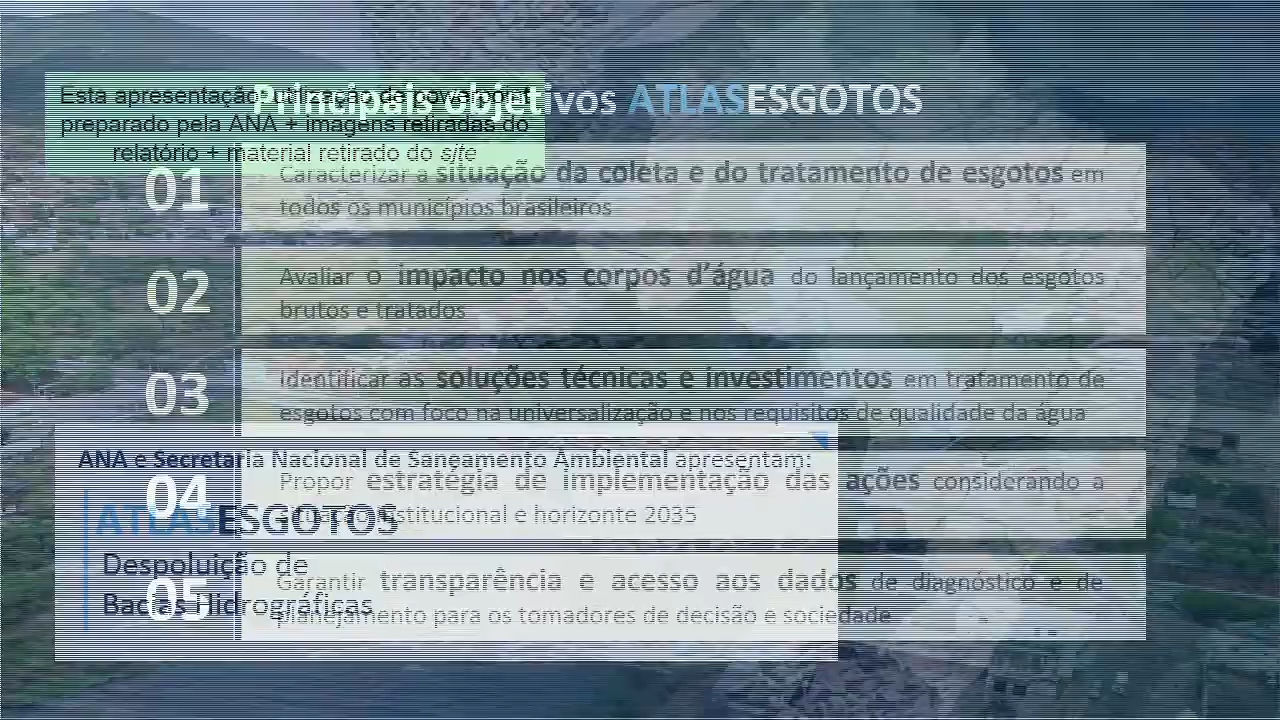 Esta apresentação: utilização de powerpoint
preparado pela ANA + imagens retiradas do
relatório + material retirado do site
Principais objetivos ATLASESGOTOS
01
Caracterizar a situação da coleta e do tratamento de esgotos em
todos os municípios brasileiros
02
Avaliar o impacto nos corpos d’água do lançamento dos esgotos
brutos e tratados
03
Identificar as soluções técnicas e investimentos em tratamento de
esgotos com foco na universalização e nos requisitos de qualidade da água
ANA e Secretaria Nacional de Saneamento Ambiental apresentam:
04
Propor estratégia de implementação das ações considerando a
institucional e horizonte 2035
ATLASESGOTOS
Despoluição de
Bacias Hidrográficas
05
Garantir transparência e acesso aos dados de diagnóstico e de
planejamento para os tomadores de decisão e sociedade